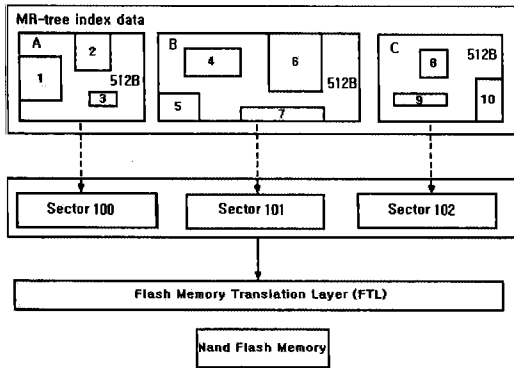 MR-tree index data
A
1
2
3
512B
B
4
5
6
7
512B
C
8
9
10
512B
Sector 100
Sector 101
Sector 102
Flash Memory Translation Layer (FTL)
Nand Flash Memory